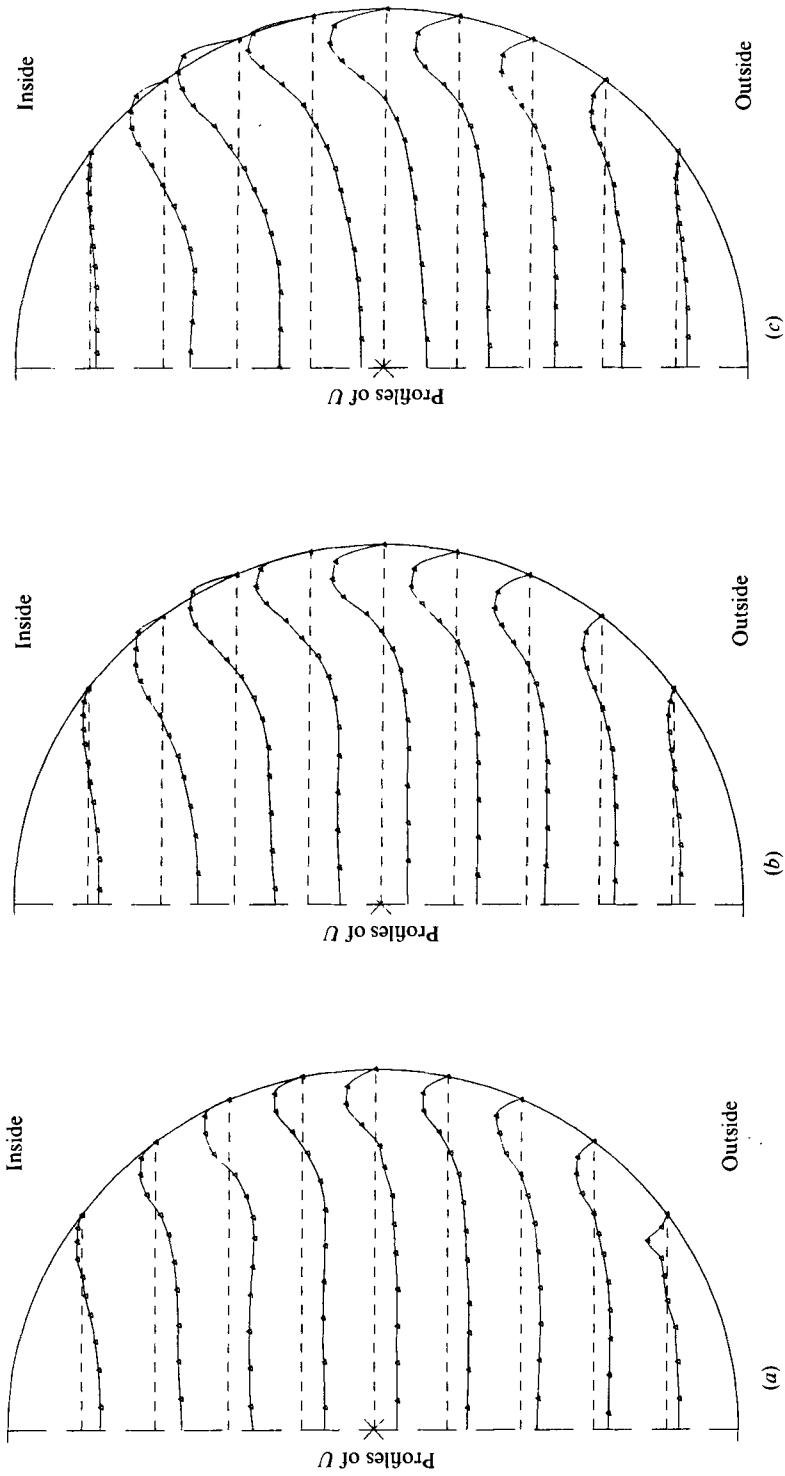 Inside
Outside
Profiles of U
(a)
Inside
Outside
Profiles of U
(b)
Inside
Outside
Profiles of U
(c)